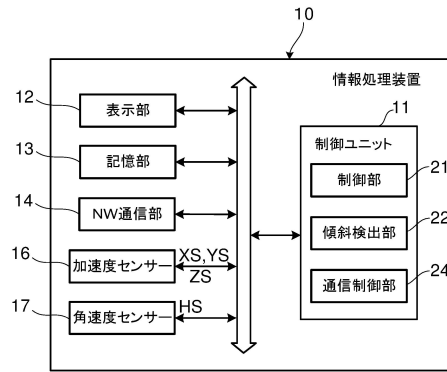 10
情報処理装置
11
制御ユニット
12
表示部
13
記憶部
14
NW通信部
16
加速度センサー
XS,YS
ZS
17
角速度センサー
HS
制御部
21
傾斜検出部
22
通信制御部
24